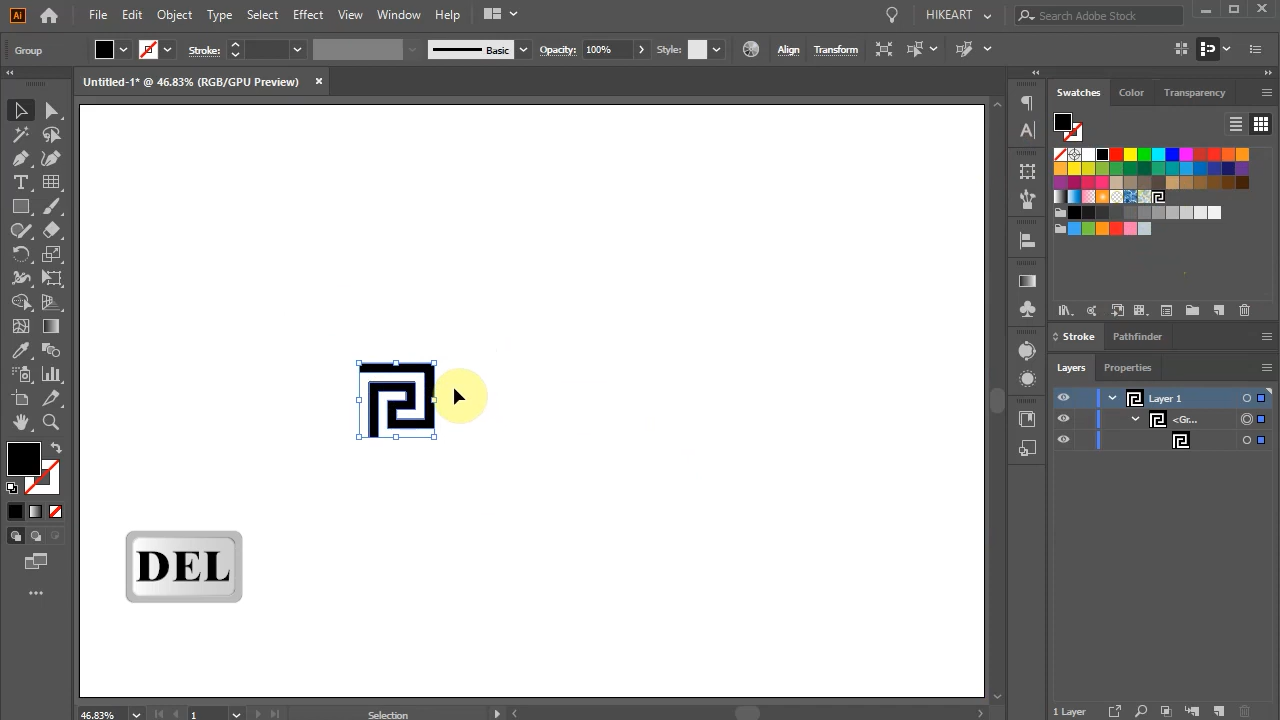 Ai File Edit Object Type Select Effect View Window Help HIKEART Search Adobe Stock
Group Stroke: Basic Opacity: 100% Style: Align Transform
Untitled-1* @ 46.83% (RGB/GPU Preview) ×
Swatches Color Transparency
Stroke Pathfinder
Layers Properties
Layer 1
<Gr...
DEL
46.83% 1 Selection
1 Layer